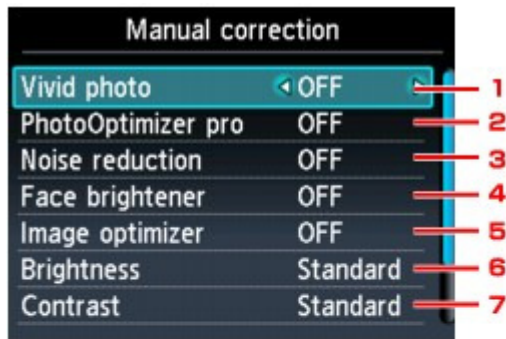 Manual correction
Vivid photo OFF 1
PhotoOptimizer pro OFF 2
Noise reduction OFF 3
Face brightener OFF 4
Image optimizer OFF 5
Brightness Standard 6
Contrast Standard 7